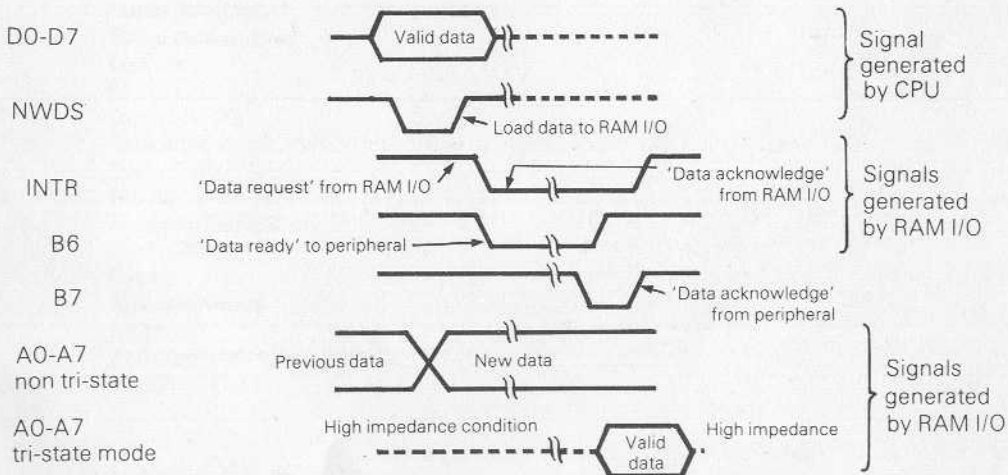 D0-D7
Valid data
Signal
generated
by CPU
NWDS
Load data to RAM I/O
INTR
'Data request' from RAM I/O
'Data acknowledge'
from RAM I/O
Signals
generated
by RAM I/O
B6
'Data ready' to peripheral
B7
'Data acknowledge'
from peripheral
A0-A7
non tri-state
Previous data
New data
Signals
generated
by RAM I/O
A0-A7
tri-state mode
High impedance condition
Valid
data
High impedance